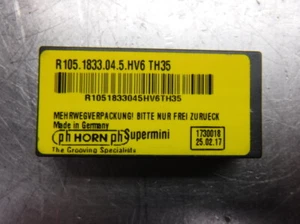 R105.1833.04.5.HV6 TH35
R1051833045HV6TH35
MEHRWEGVERPACKUNG! BITTE NUR FREI ZURUECK
Made in Germany
ph HORN ph Supermini
The Grooving Specialists
1730018
25.02.17